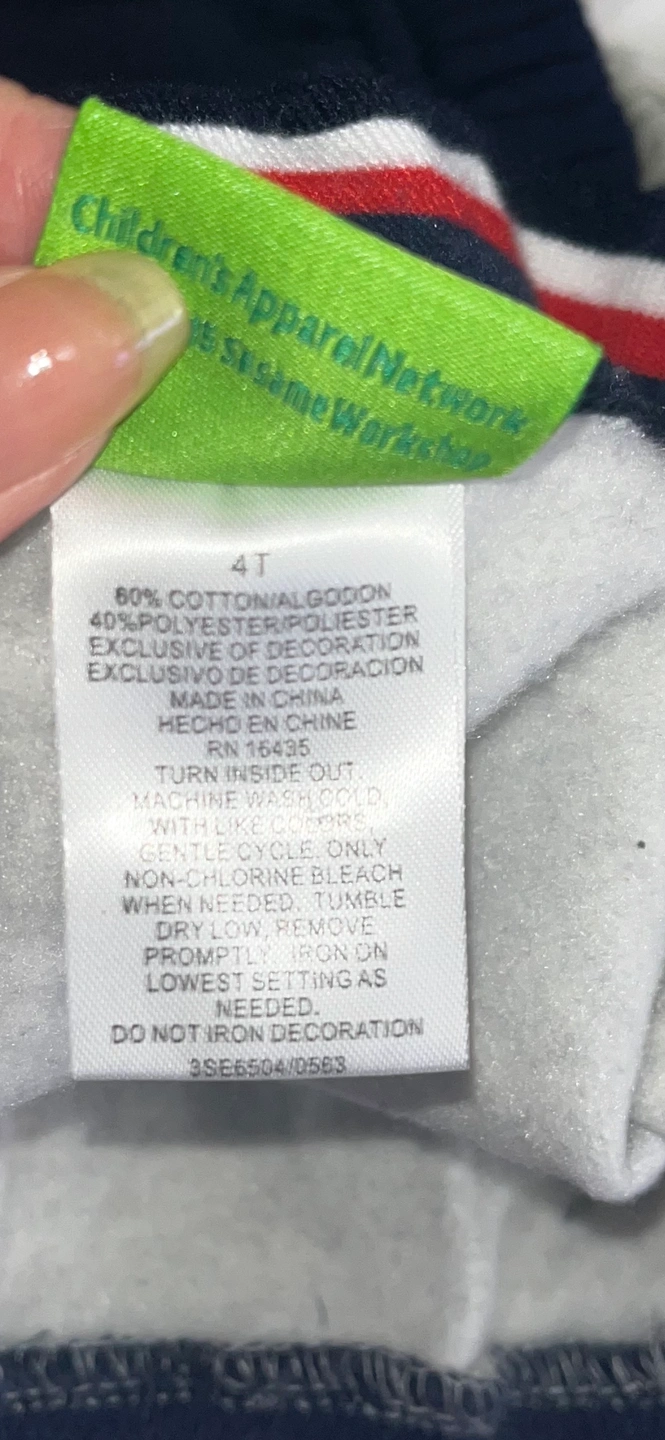 Children's Apparel Network
Sesame Workshop
4T
60% COTTON/ALGODON
40%POLYESTER/POLIESTER
EXCLUSIVE OF DECORATION
EXCLUSIVO DE DECORACION
MADE IN CHINA
HECHO EN CHINE
RN 16435
TURN INSIDE OUT.
MACHINE WASH COLD,
WITH LIKE COLORS,
GENTLE CYCLE. ONLY
NON-CHLORINE BLEACH
WHEN NEEDED. TUMBLE
DRY LOW, REMOVE
PROMPTLY. IRON ON
LOWEST SETTING AS
NEEDED.
DO NOT IRON DECORATION
3SE6504/0563